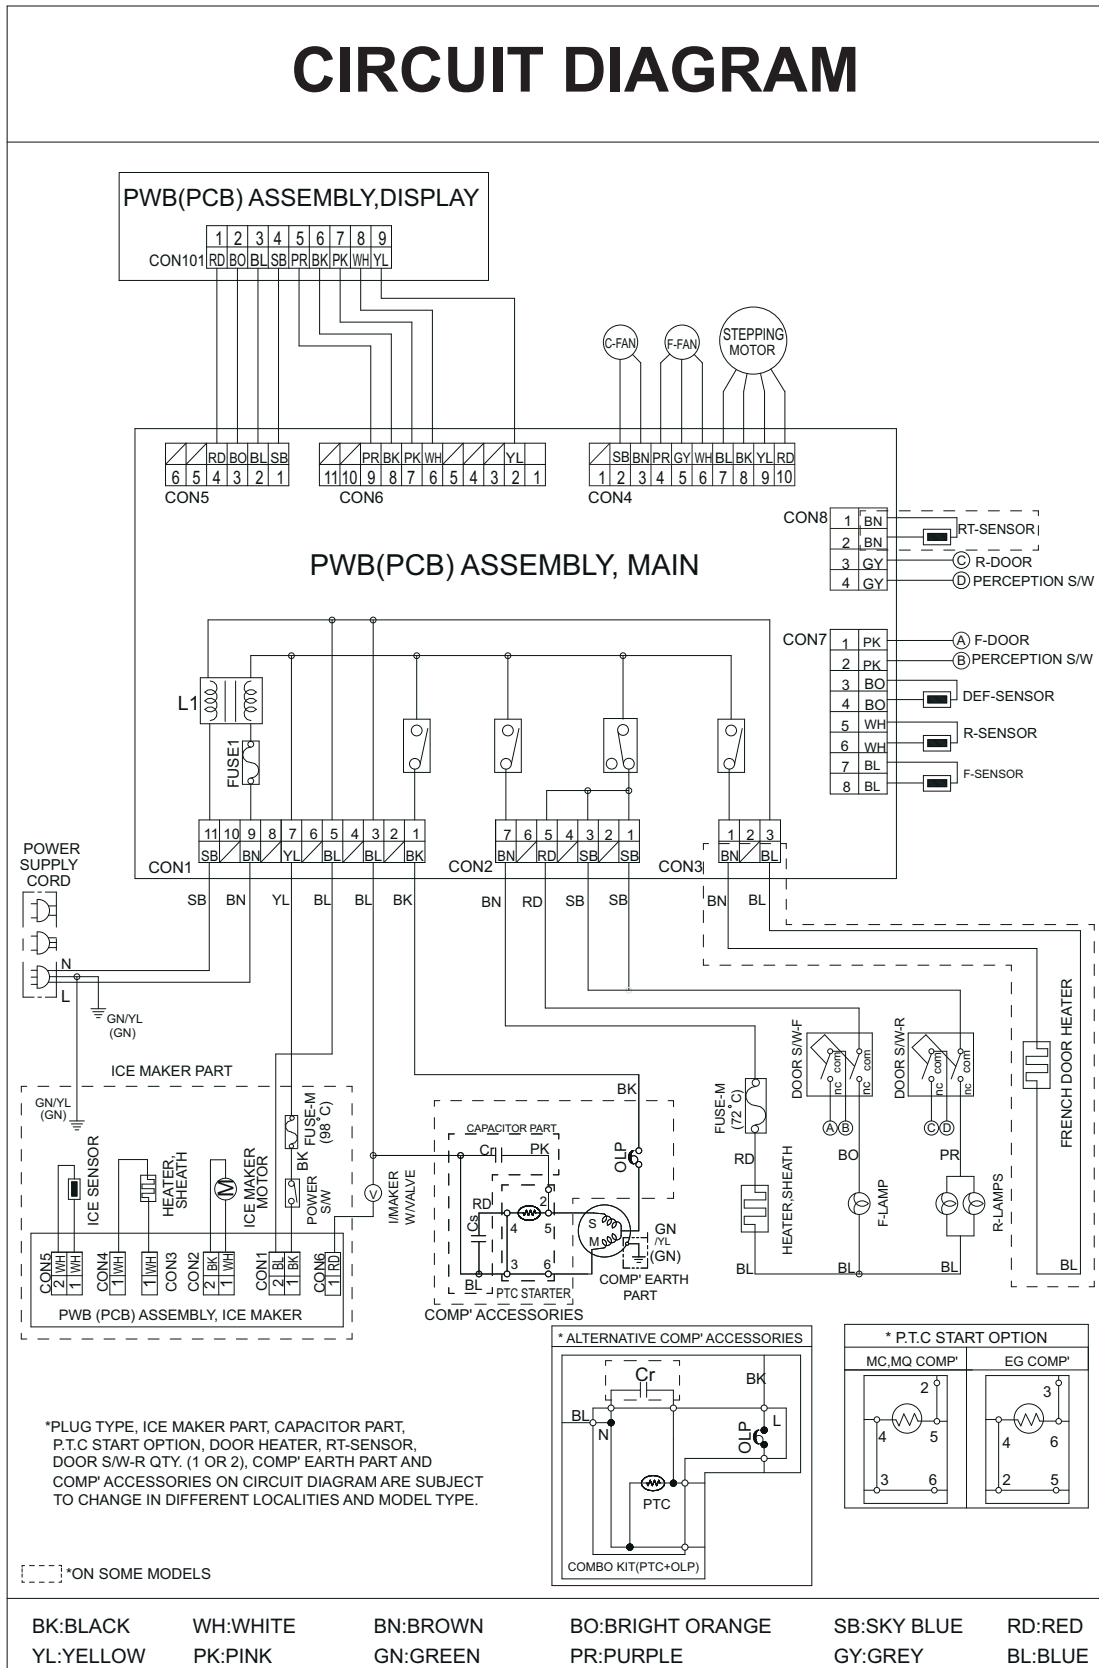 CIRCUIT DIAGRAM
PWB(PCB) ASSEMBLY,DISPLAY
1 2 3 4 5 6 7 8 9
CON101 RD BO BL SB PR BK PK WH YL
C-FAN
F-FAN
STEPPING
MOTOR
RD BO BL SB
6 5 4 3 2 1
CON5
PR BK PK WH YL
11 10 9 8 7 6 5 4 3 2 1
CON6
SB BN PR GY WH BL BK YL RD
1 2 3 4 5 6 7 8 9 10
CON4
PWB(PCB) ASSEMBLY, MAIN
CON8
1 BN
2 BN
3 GY
4 GY
RT-SENSOR
C R-DOOR
D PERCEPTION S/W
CON7
1 PK
2 PK
3 BO
4 BO
5 WH
6 WH
7 BL
8 BL
A F-DOOR
B PERCEPTION S/W
DEF-SENSOR
R-SENSOR
F-SENSOR
L1
FUSE1
11 10 9 8 7 6 5 4 3 2 1
SB BN YL BL BL BK
CON1
7 6 5 4 3 2 1
BN RD SB SB
CON2
1 2 3
BN BL
CON3
SB BN YL BL BL BK
BN RD SB SB
BN BL
POWER
SUPPLY
CORD
N
L
GN/YL
(GN)
GN/YL
(GN)
ICE MAKER PART
ICE SENSOR
HEATER,
SHEATH
M
ICE MAKER
MOTOR
FUSE-M
(98°C)
BK
POWER
S/W
V
I/MAKER
W/VALVE
CON5
2 WH
1 WH
CON4
1 WH
1 WH
CON3
CON2
2 BK
1 WH
CON1
2 BL
1 BK
CON6
1 RD
PWB (PCB) ASSEMBLY, ICE MAKER
CAPACITOR PART
Cr
PK
RD
Cs
BL
2
4
5
3
6
PTC STARTER
COMP' ACCESSORIES
BK
OLP
S
M
GN
/YL
(GN)
COMP' EARTH
PART
FUSE-M
(72°C)
RD
HEATER,SHEATH
BL
DOOR S/W-F
nc com
nc com
A B
BO
F-LAMP
BL
DOOR S/W-R
nc com
nc com
C D
PR
R-LAMPS
BL
FRENCH DOOR HEATER
BL
* ALTERNATIVE COMP' ACCESSORIES
Cr
BK
BL
N
L
OLP
PTC
COMBO KIT(PTC+OLP)
* P.T.C START OPTION
MC,MQ COMP'
2
4
5
3
6
EG COMP'
3
4
6
2
5
*PLUG TYPE, ICE MAKER PART, CAPACITOR PART,
P.T.C START OPTION, DOOR HEATER, RT-SENSOR,
DOOR S/W-R QTY. (1 OR 2), COMP' EARTH PART AND
COMP' ACCESSORIES ON CIRCUIT DIAGRAM ARE SUBJECT
TO CHANGE IN DIFFERENT LOCALITIES AND MODEL TYPE.
*ON SOME MODELS
BK:BLACK WH:WHITE BN:BROWN BO:BRIGHT ORANGE SB:SKY BLUE RD:RED
YL:YELLOW PK:PINK GN:GREEN PR:PURPLE GY:GREY BL:BLUE